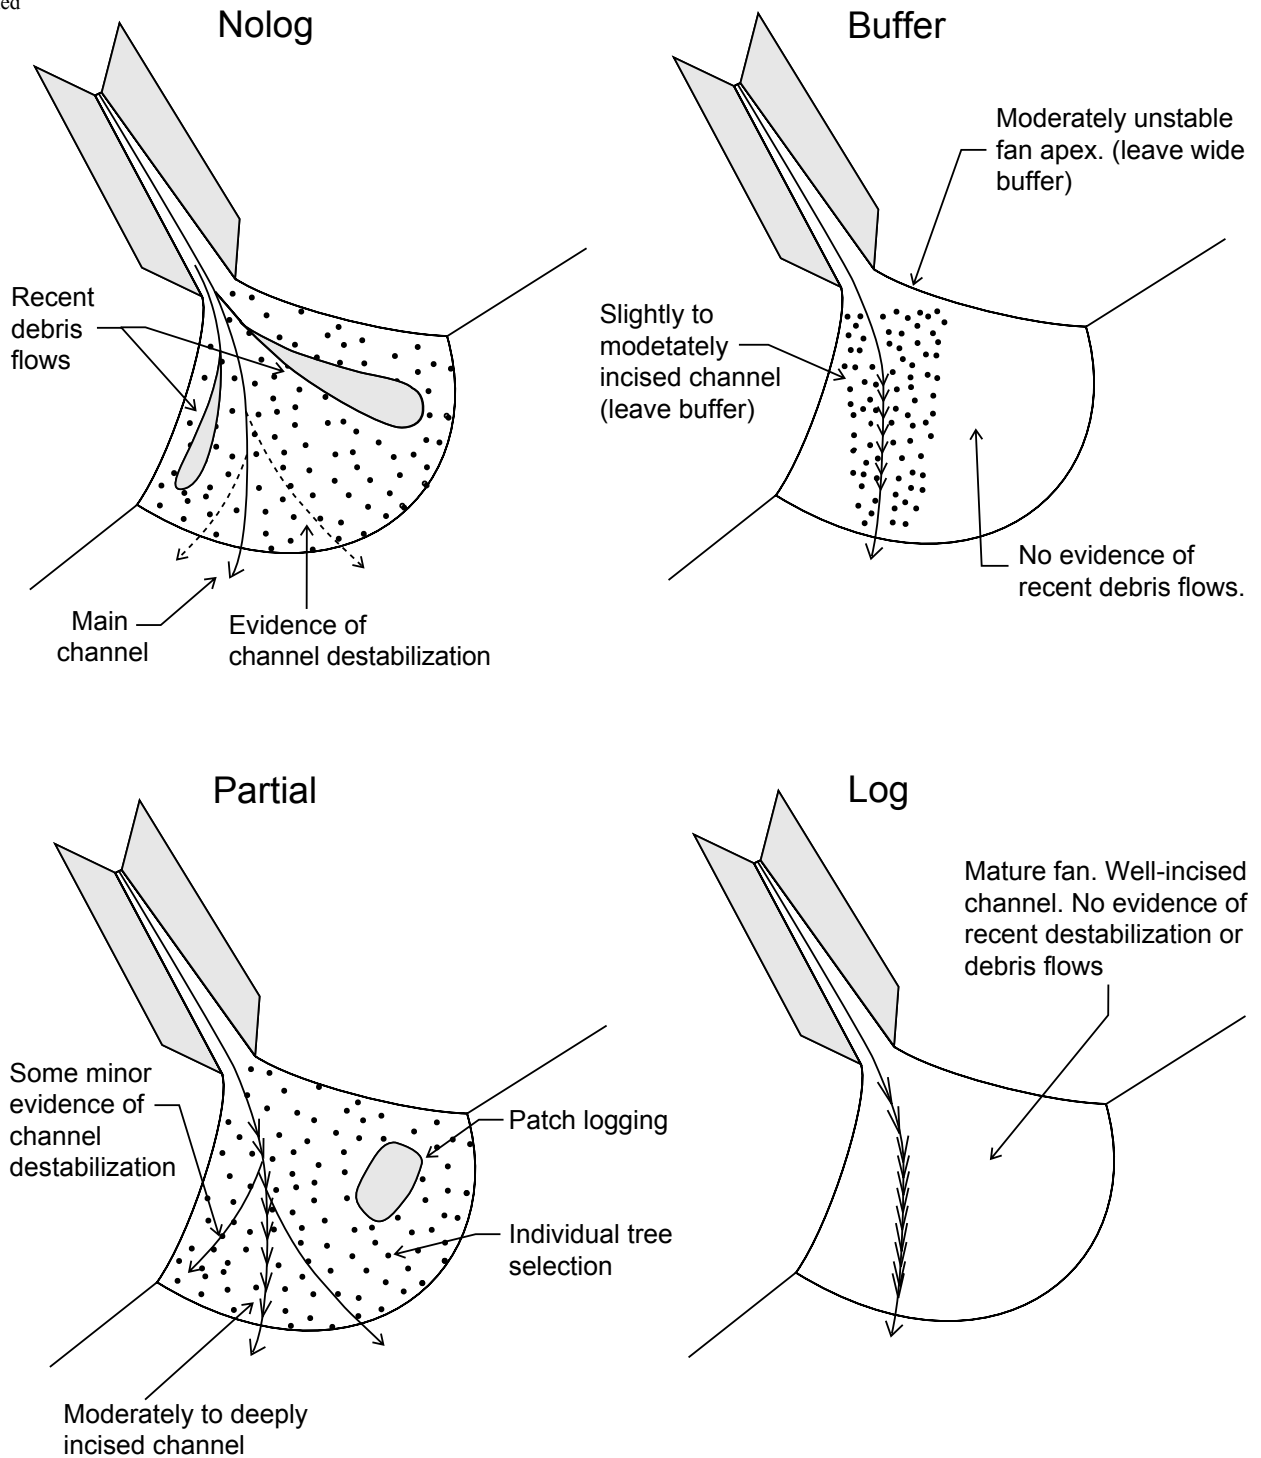 ed
Nolog
Recent
debris
flows
Main
channel
Evidence of
channel destabilization
Buffer
Moderately unstable
fan apex. (leave wide
buffer)
Slightly to
modetately
incised channel
(leave buffer)
No evidence of
recent debris flows.
Partial
Some minor
evidence of
channel
destabilization
Patch logging
Individual tree
selection
Moderately to deeply
incised channel
Log
Mature fan. Well-incised
channel. No evidence of
recent destabilization or
debris flows